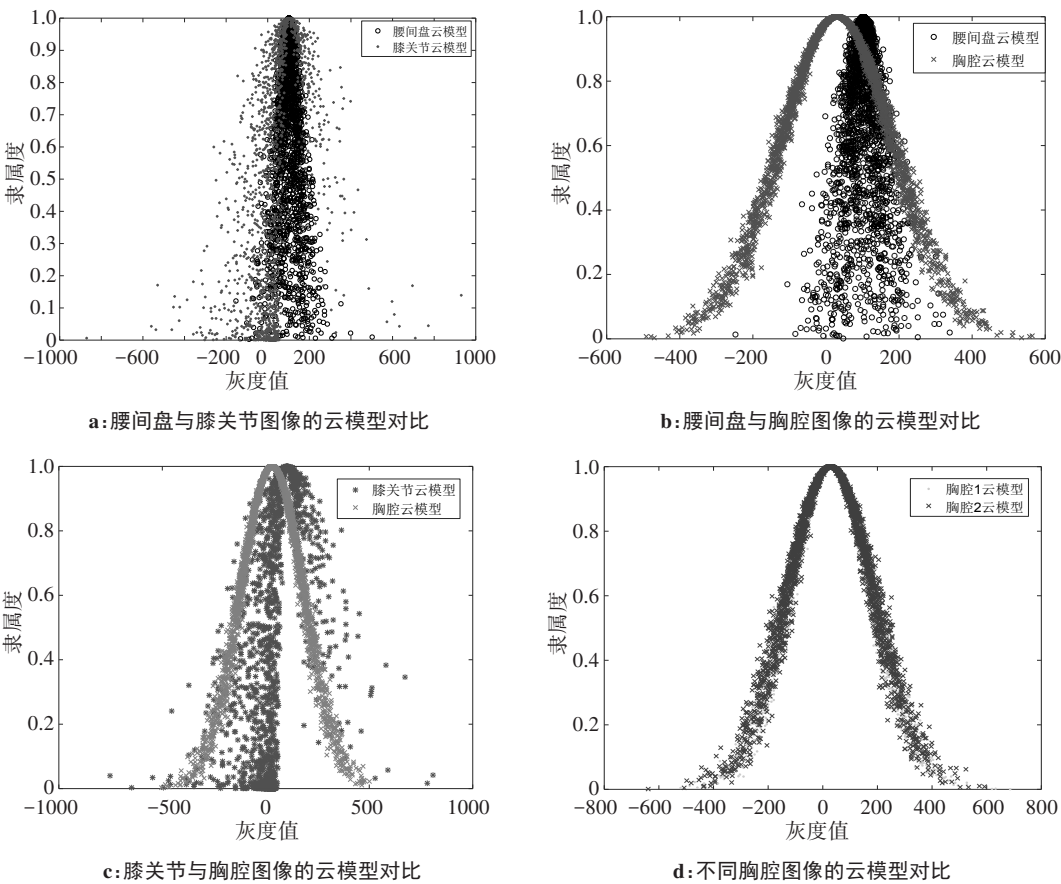 1.0
0.9
0.8
0.7
0.6
0.5
0.4
0.3
0.2
0.1
0
隶属度
腰间盘云模型
膝关节云模型
−1000 −600 −200 0 200 600 1000
灰度值
a:腰间盘与膝关节图像的云模型对比
1.0
0.8
0.6
0.4
0.2
0
隶属度
腰间盘云模型
胸腔云模型
−600 −400 −200 0 200 400 600
灰度值
b:腰间盘与胸腔图像的云模型对比
1.0
0.8
0.6
0.4
0.2
0
隶属度
膝关节云模型
胸腔云模型
−1000 −500 0 500 1000
灰度值
c:膝关节与胸腔图像的云模型对比
1.0
0.8
0.6
0.4
0.2
0
隶属度
胸腔1云模型
胸腔2云模型
−800 −600 −400 −200 0 200 400 600 800
灰度值
d:不同胸腔图像的云模型对比